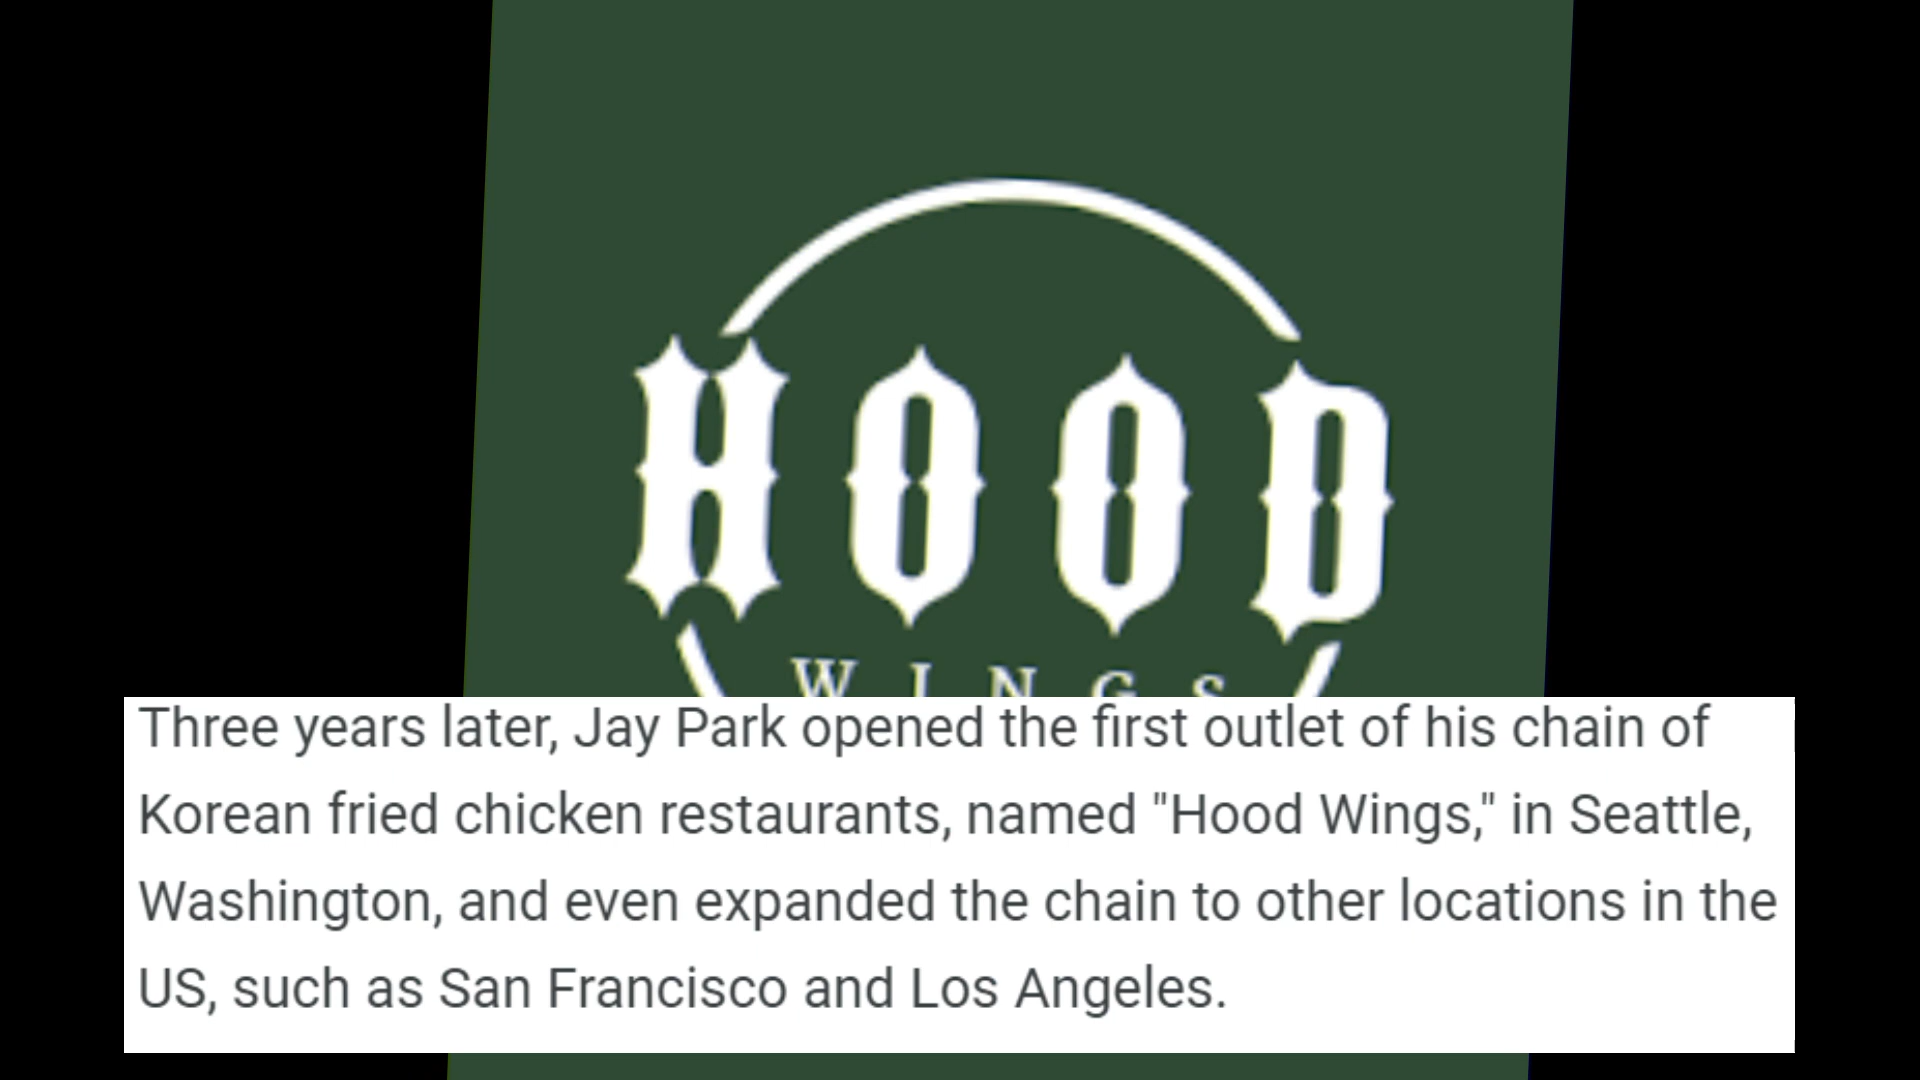 HOOD
WINGS
Three years later, Jay Park opened the first outlet of his chain of
Korean fried chicken restaurants, named "Hood Wings," in Seattle,
Washington, and even expanded the chain to other locations in the
US, such as San Francisco and Los Angeles.